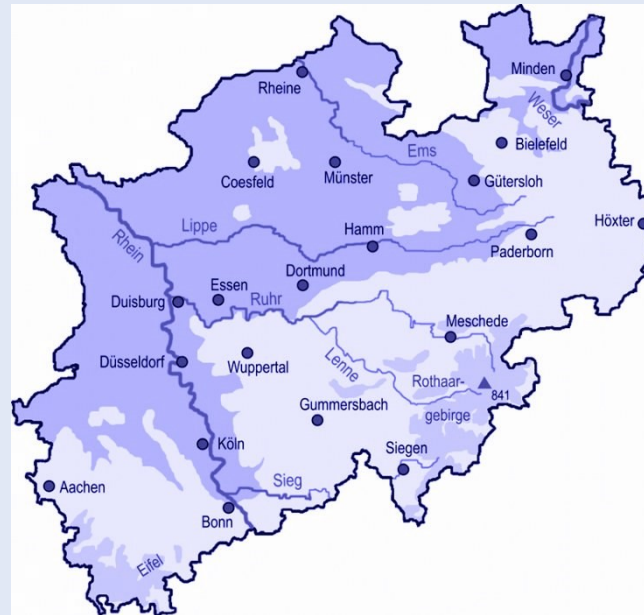 Minden
Rheine
Weser
Bielefeld
Ems
Coesfeld
Münster
Gütersloh
Lippe
Rhein
Hamm
Höxter
Paderborn
Dortmund
Essen
Duisburg
Ruhr
Meschede
Düsseldorf
Wuppertal
Lenne
Rothaar-
gebirge
841
Gummersbach
Köln
Siegen
Sieg
Aachen
Bonn
Eifel